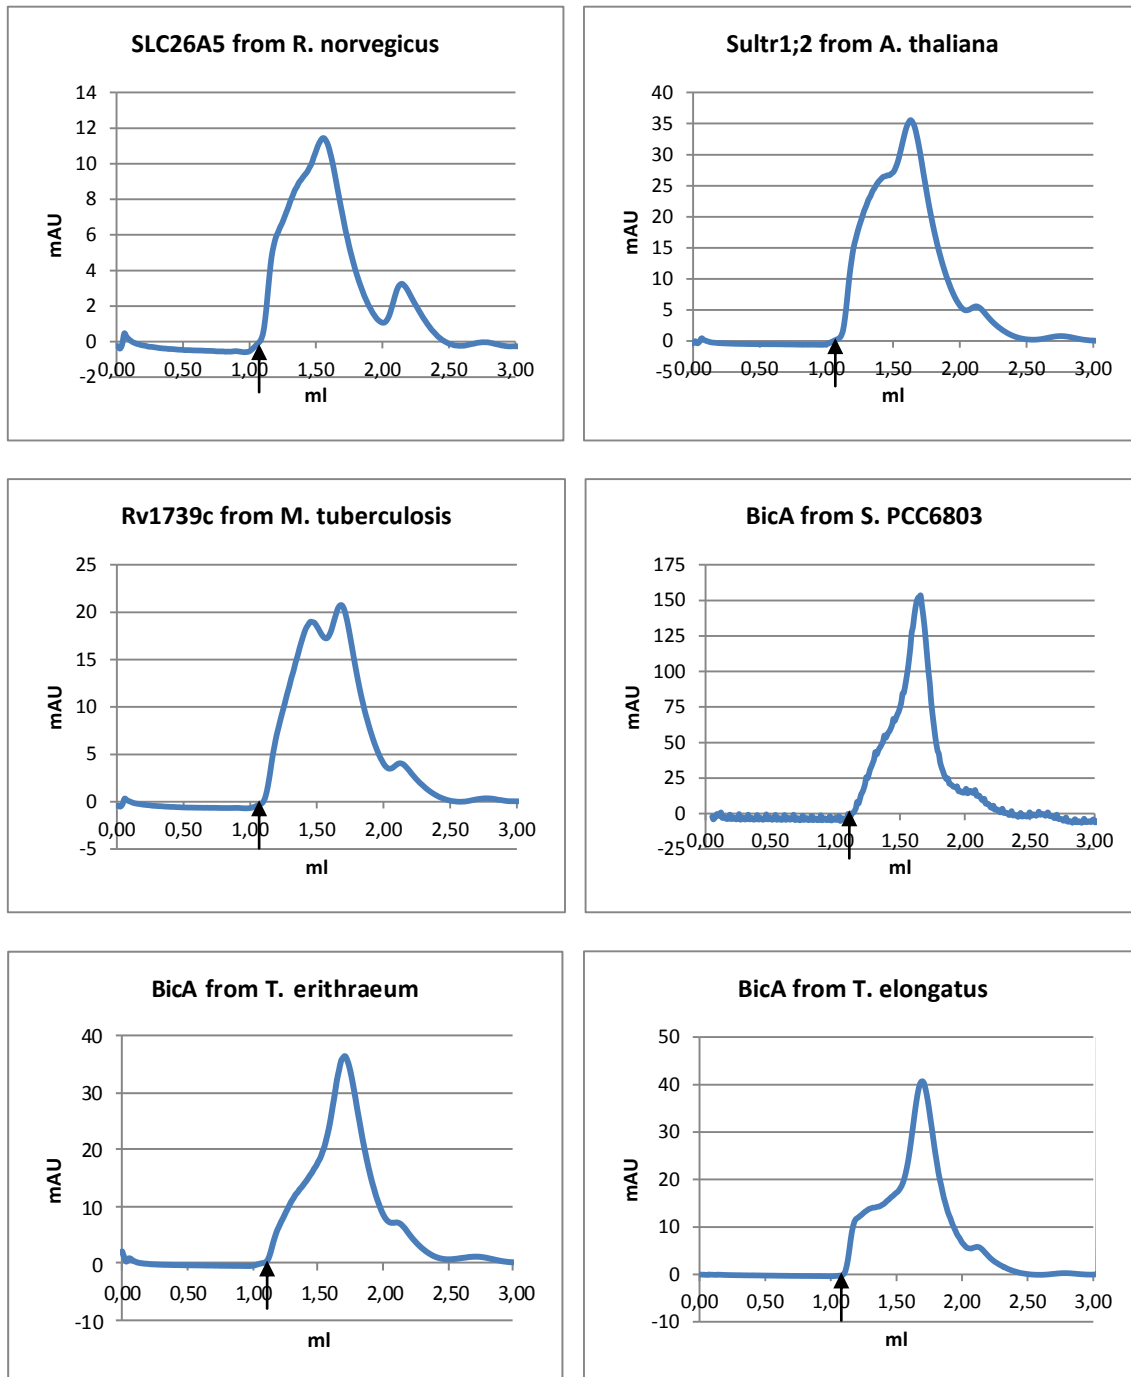 SLC26A5 from R. norvegicus
14
12
10
8
6
4
2
0
-2
mAU
0,00 0,50 1,00 1,50 2,00 2,50 3,00
ml
Sultr1;2 from A. thaliana
40
35
30
25
20
15
10
5
0
-5
mAU
0,00 0,50 1,00 1,50 2,00 2,50 3,00
ml
Rv1739c from M. tuberculosis
25
20
15
10
5
0
-5
mAU
0,00 0,50 1,00 1,50 2,00 2,50 3,00
ml
BicA from S. PCC6803
175
150
125
100
75
50
25
0
-25
mAU
0,00 0,50 1,00 1,50 2,00 2,50 3,00
ml
BicA from T. erithraeum
40
30
20
10
0
-10
mAU
0,00 0,50 1,00 1,50 2,00 2,50 3,00
ml
BicA from T. elongatus
50
40
30
20
10
0
-10
mAU
0,00 0,50 1,00 1,50 2,00 2,50 3,00
ml